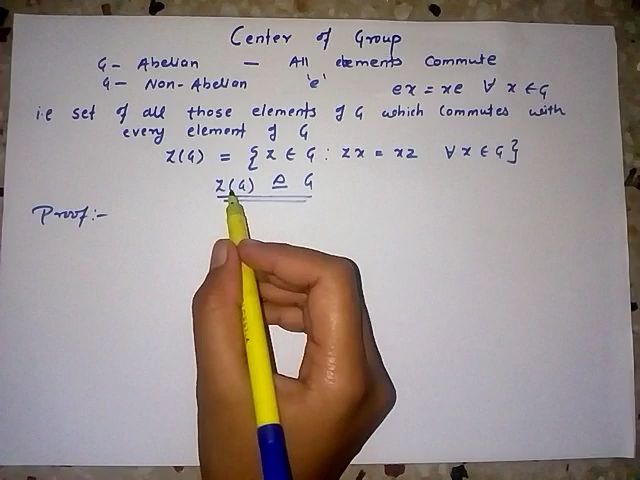 Center of Group
G - Abelian - All elements Commute
G - Non-Abelian 'e' ex = xe ∀ x ∈ G
i.e set of all those elements of G which commutes with
every element of G
Z(G) = {z ∈ G : zx = xz ∀ x ∈ G}
Z(G) ⊴ G
Proof:-